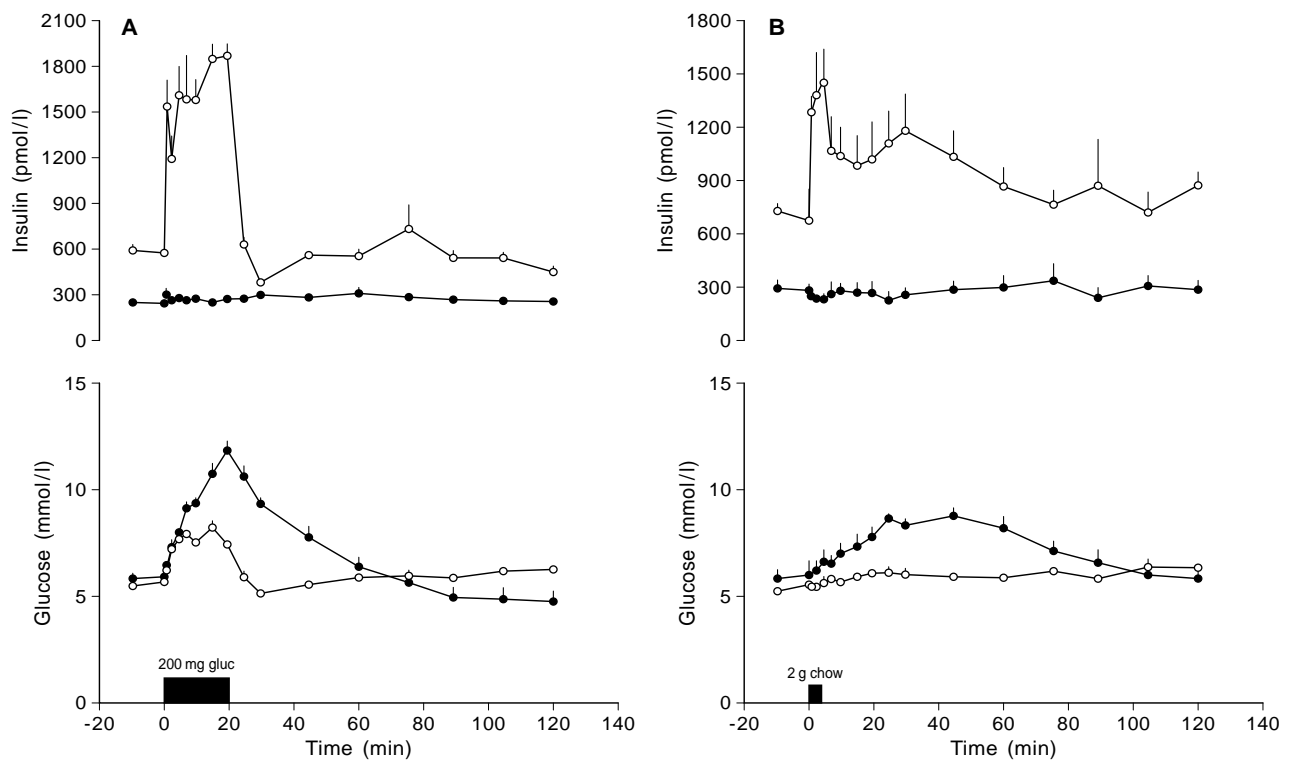 A
2100
1800
1500
1200
900
600
300
0
Insulin (pmol/l)
B
1800
1500
1200
900
600
300
0
Insulin (pmol/l)
15
10
5
0
Glucose (mmol/l)
200 mg gluc
-20 0 20 40 60 80 100 120 140
Time (min)
15
10
5
0
Glucose (mmol/l)
2 g chow
-20 0 20 40 60 80 100 120 140
Time (min)